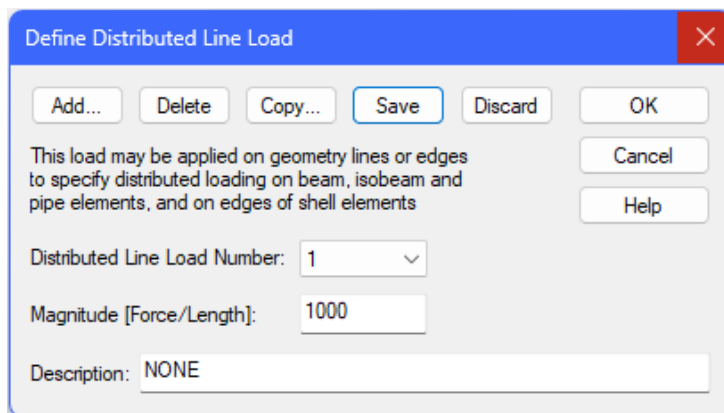 Define Distributed Line Load
Add... Delete Copy... Save Discard OK
This load may be applied on geometry lines or edges
to specify distributed loading on beam, isobeam and
pipe elements, and on edges of shell elements
Cancel
Help
Distributed Line Load Number: 1
Magnitude [Force/Length]: 1000
Description: NONE